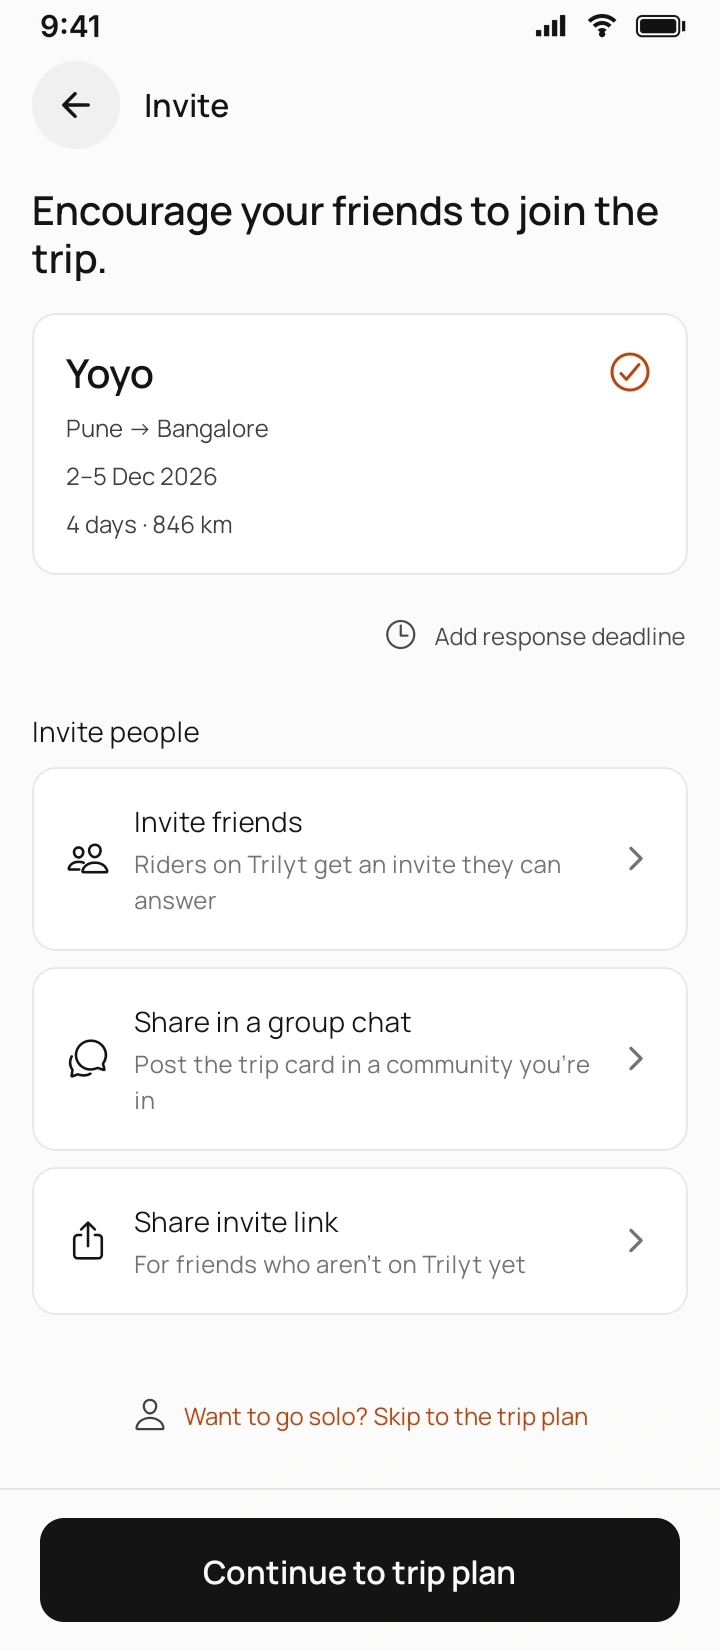 9:41
Invite
Encourage your friends to join the
trip.
Yoyo
Pune → Bangalore
2–5 Dec 2026
4 days · 846 km
Add response deadline
Invite people
Invite friends
Riders on Trilyt get an invite they can
answer
Share in a group chat
Post the trip card in a community you’re
in
Share invite link
For friends who aren’t on Trilyt yet
Want to go solo? Skip to the trip plan
Continue to trip plan